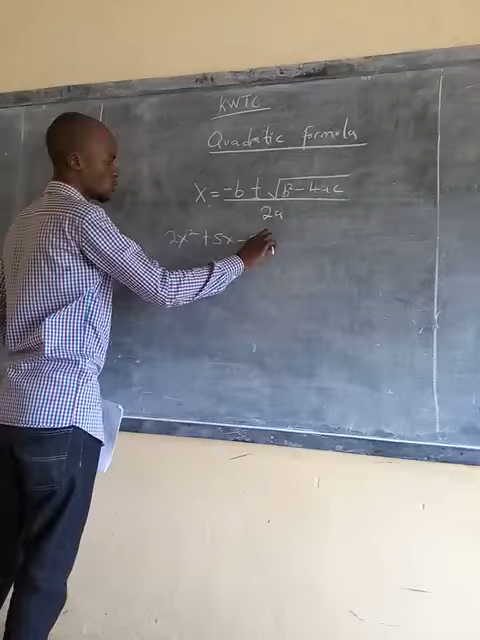 KWTC
Quadratic formula
X = -b ± √b² - 4ac
2a
2x² + 5x -